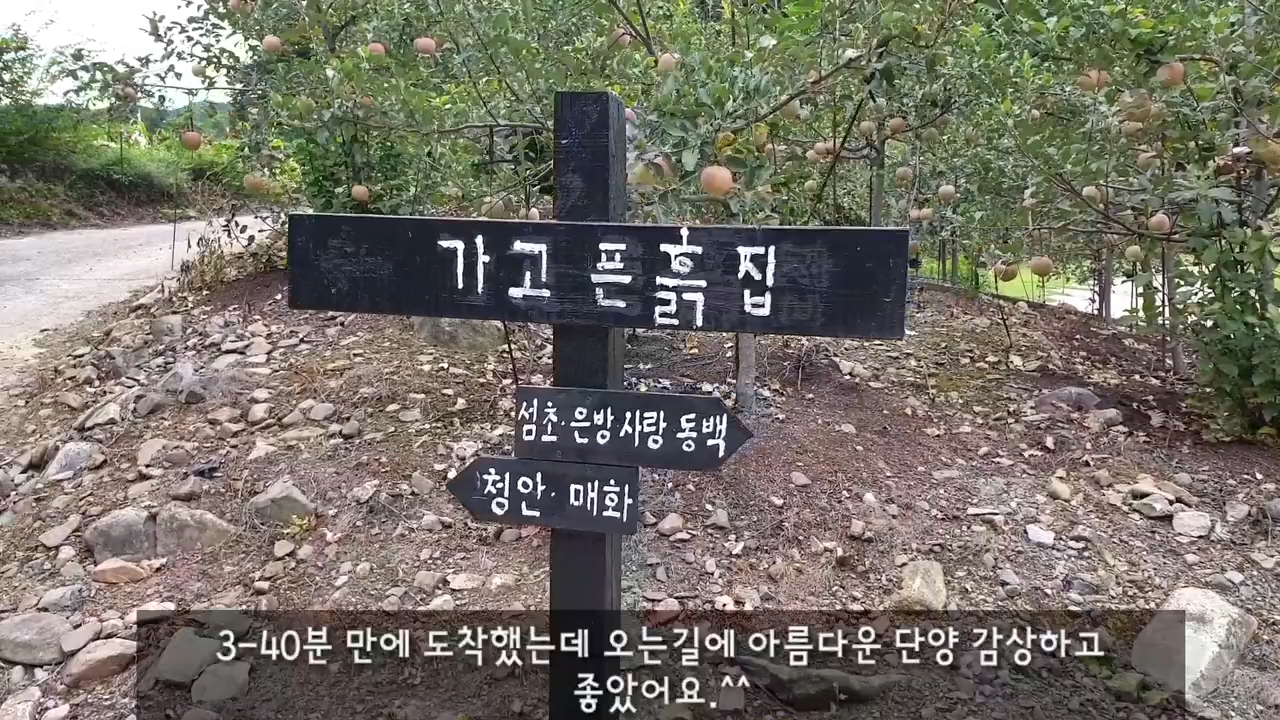 가고픈흙집
섬초·은방 사랑 동백
청안·매화
3-40분 만에 도착했는데 오는길에 아름다운 단양 감상하고
좋았어요.^^